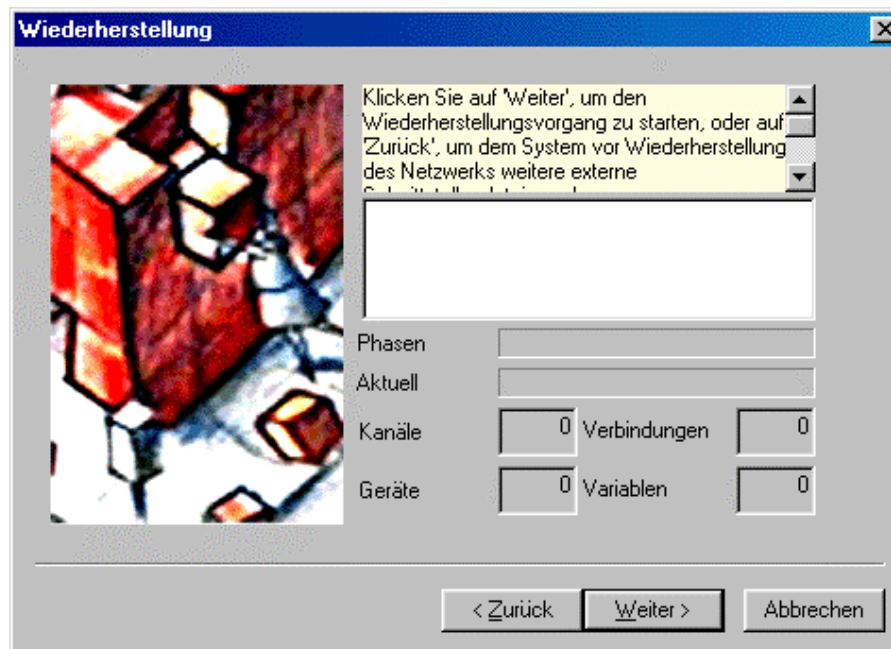 Wiederherstellung
Klicken Sie auf 'Weiter', um den
Wiederherstellungsvorgang zu starten, oder auf
'Zurück', um dem System vor Wiederherstellung
des Netzwerks weitere externe
Phasen
Aktuell
Kanäle 0 Verbindungen 0
Geräte 0 Variablen 0
< Zurück Weiter > Abbrechen